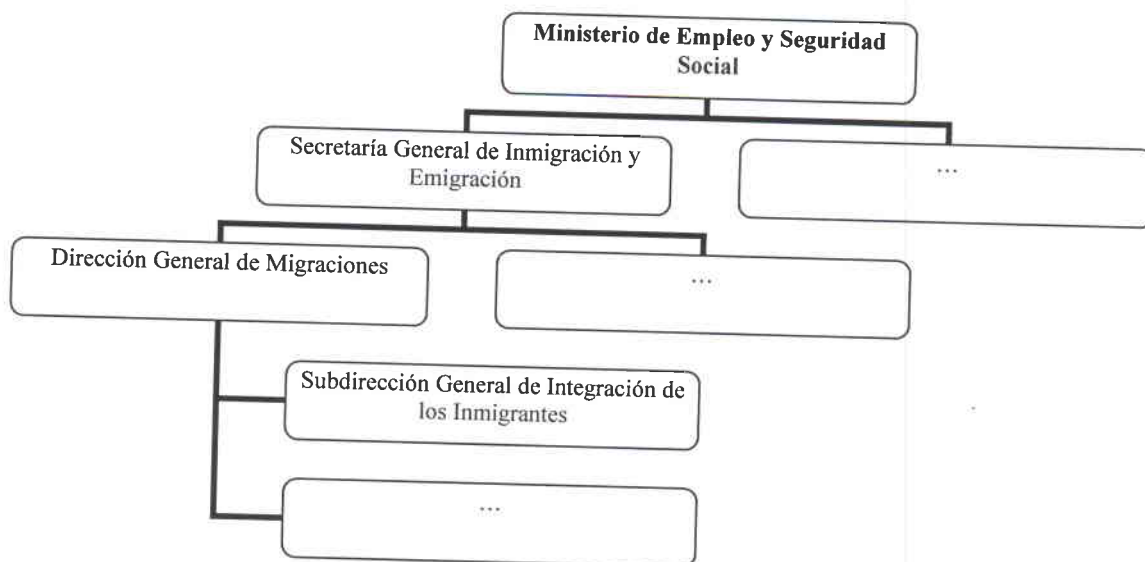 Ministerio de Empleo y Seguridad
Social
Secretaría General de Inmigración y
Emigración
...
Dirección General de Migraciones
...
Subdirección General de Integración de
los Inmigrantes
...